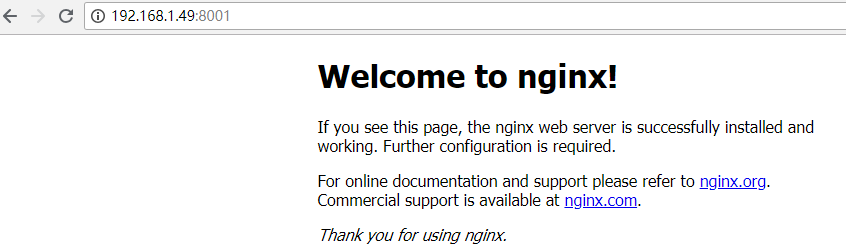 192.168.1.49:8001
Welcome to nginx!
If you see this page, the nginx web server is successfully installed and
working. Further configuration is required.
For online documentation and support please refer to nginx.org.
Commercial support is available at nginx.com.
Thank you for using nginx.